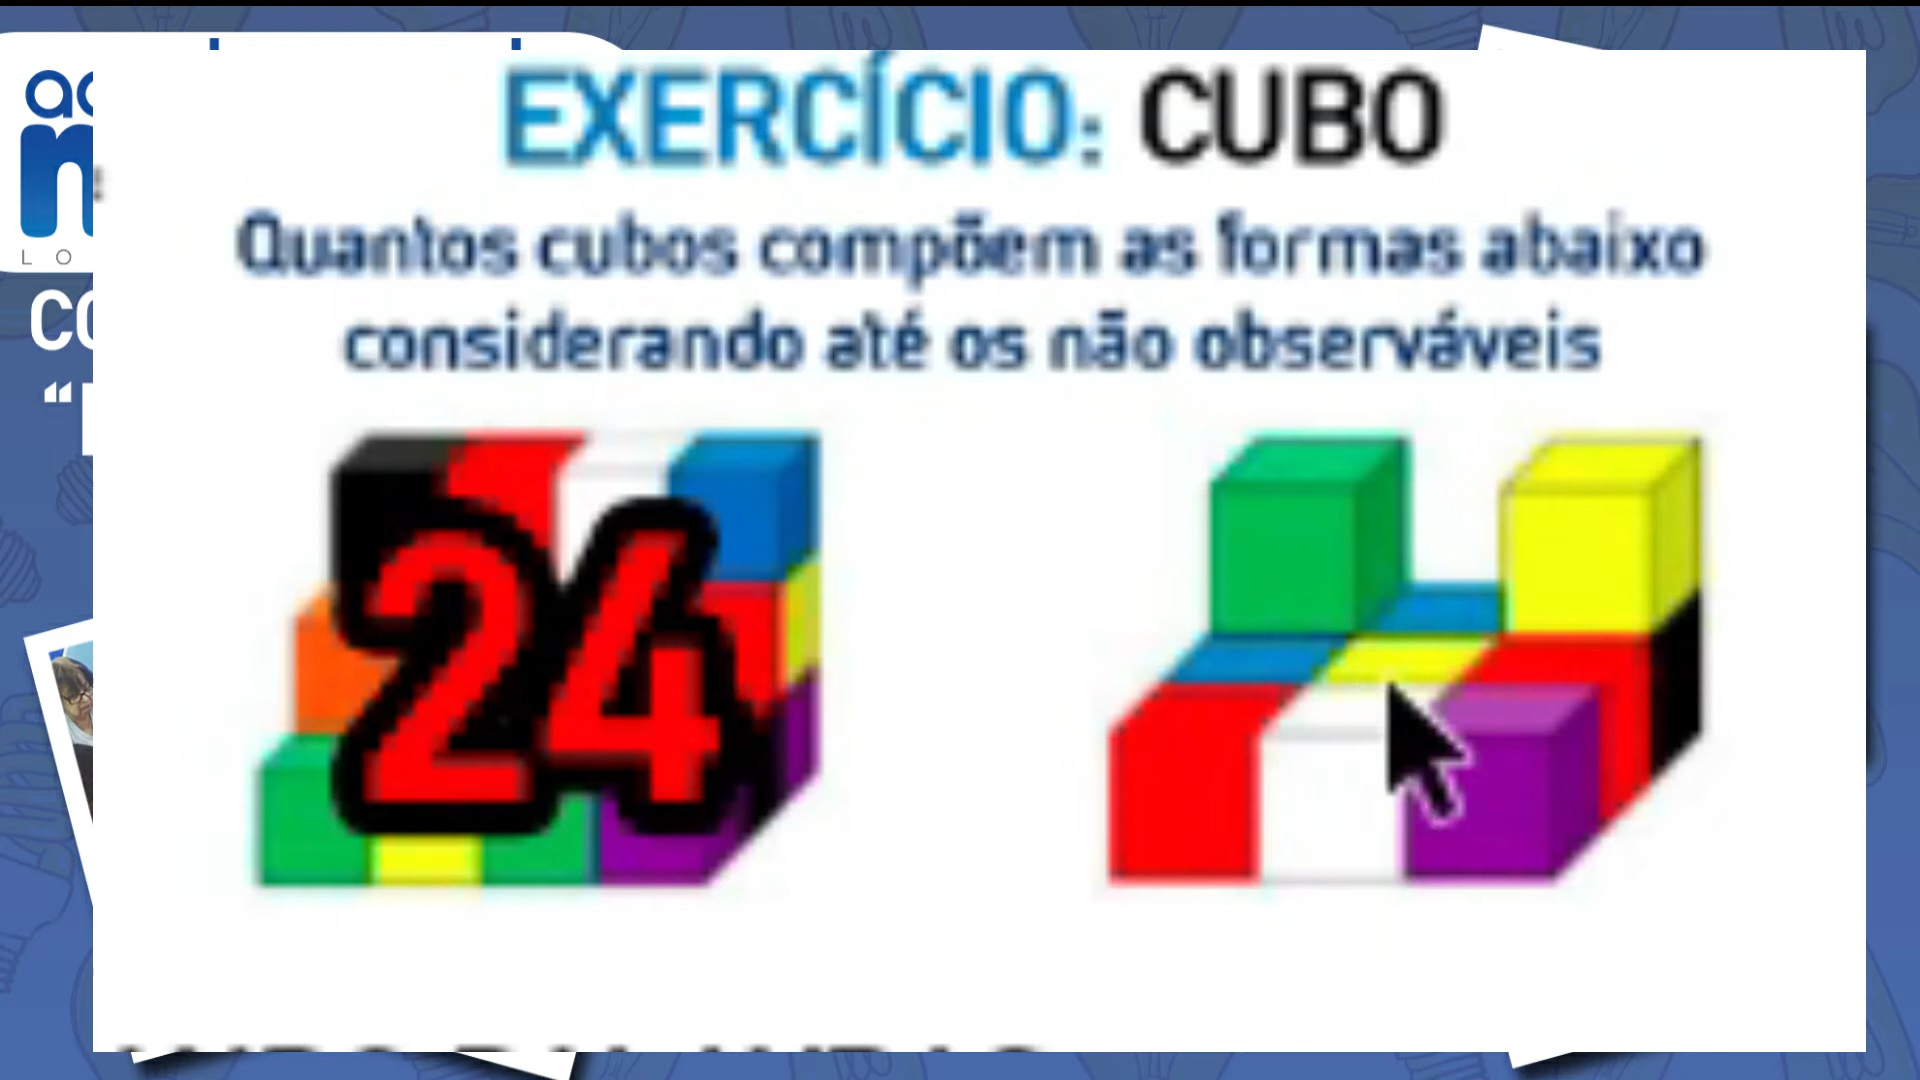 EXERCÍCIO: CUBO
Quantos cubos compõem as formas abaixo
considerando até os não observáveis
24
L O